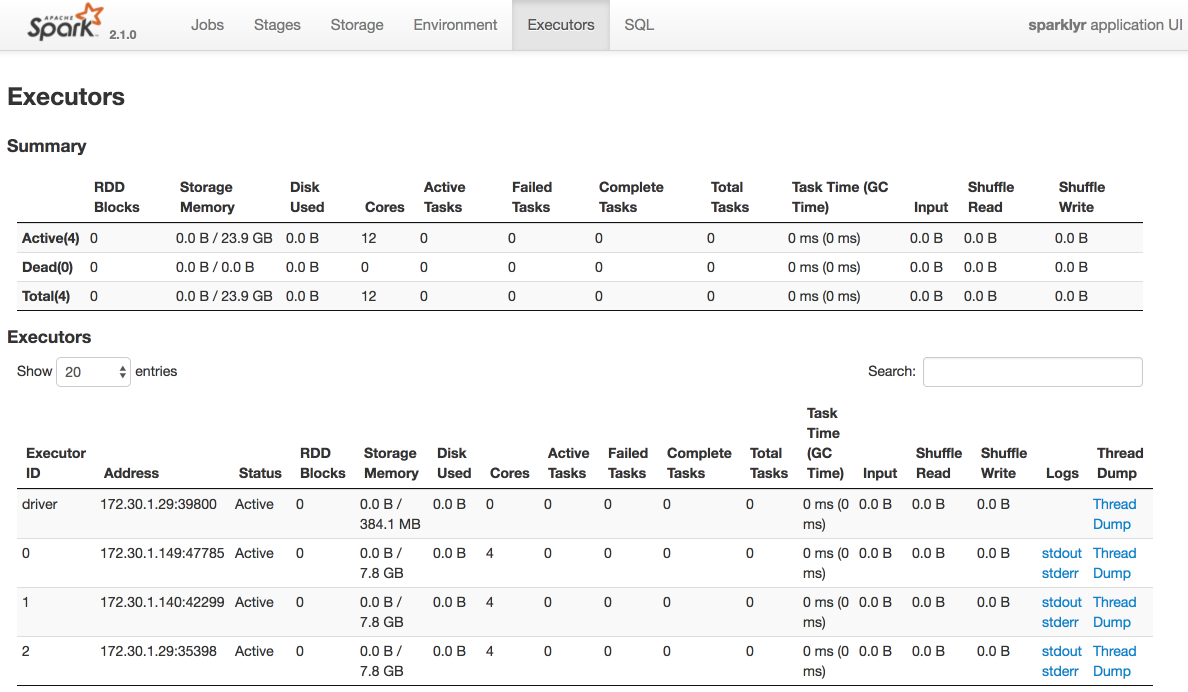 APACHE Spark 2.1.0 Jobs Stages Storage Environment Executors SQL sparklyr application UI
Executors
Summary
RDD Blocks Storage Memory Disk Used Cores Active Tasks Failed Tasks Complete Tasks Total Tasks Task Time (GC Time) Input Shuffle Read Shuffle Write
Active(4) 0 0.0 B / 23.9 GB 0.0 B 12 0 0 0 0 0 ms (0 ms) 0.0 B 0.0 B 0.0 B
Dead(0) 0 0.0 B / 0.0 B 0.0 B 0 0 0 0 0 0 ms (0 ms) 0.0 B 0.0 B 0.0 B
Total(4) 0 0.0 B / 23.9 GB 0.0 B 12 0 0 0 0 0 ms (0 ms) 0.0 B 0.0 B 0.0 B
Executors
Show 20 entries Search:
Executor ID Address Status RDD Blocks Storage Memory Disk Used Cores Active Tasks Failed Tasks Complete Tasks Total Tasks Task Time (GC Time) Input Shuffle Read Shuffle Write Logs Thread Dump
driver 172.30.1.29:39800 Active 0 0.0 B / 384.1 MB 0.0 B 0 0 0 0 0 0 ms (0 ms) 0.0 B 0.0 B 0.0 B Thread Dump
0 172.30.1.149:47785 Active 0 0.0 B / 7.8 GB 0.0 B 4 0 0 0 0 0 ms (0 ms) 0.0 B 0.0 B 0.0 B stdout stderr Thread Dump
1 172.30.1.140:42299 Active 0 0.0 B / 7.8 GB 0.0 B 4 0 0 0 0 0 ms (0 ms) 0.0 B 0.0 B 0.0 B stdout stderr Thread Dump
2 172.30.1.29:35398 Active 0 0.0 B / 7.8 GB 0.0 B 4 0 0 0 0 0 ms (0 ms) 0.0 B 0.0 B 0.0 B stdout stderr Thread Dump